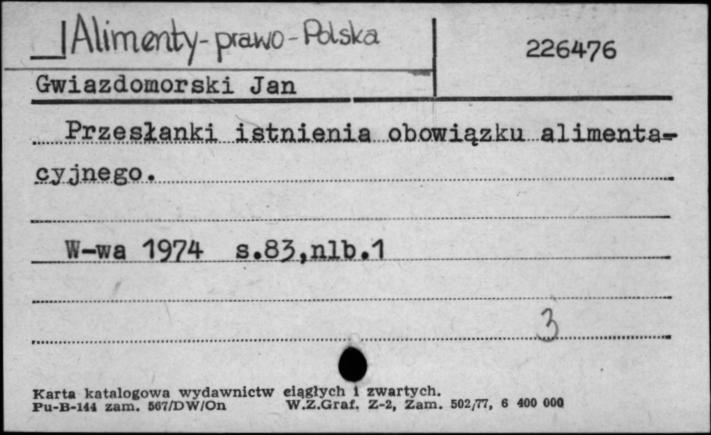 Alimenty-prawo-Polska
226476
Gwiazdomorski Jan
Przesłanki istnienia obowiązku alimenta-
cyjnego.
W-wa 1974 s.83,nlb.1
3
Karta katalogowa wydawnictw ciągłych i zwartych.
Pu-B-144 zam. 567/DW/On W.Z.Graf. Z-2, Zam. 502/77, 6 400 000